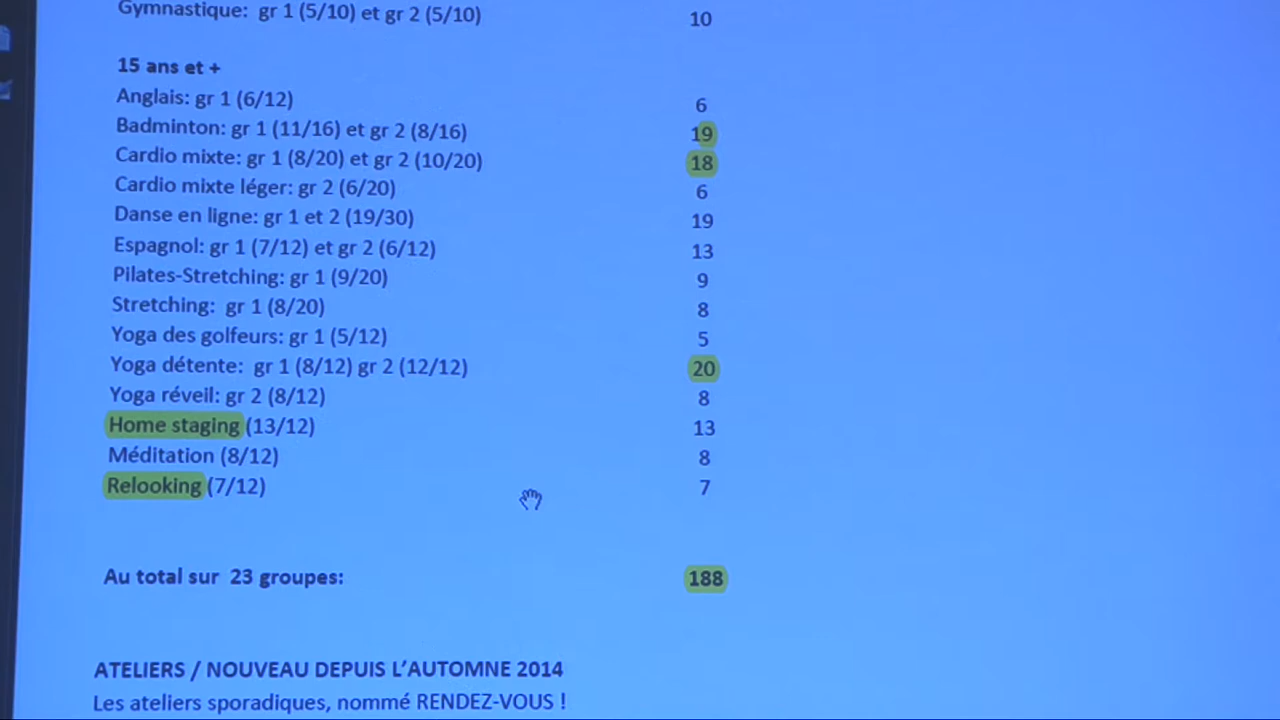 Gymnastique: gr 1 (5/10) et gr 2 (5/10) 10
15 ans et +
Anglais: gr 1 (6/12) 6
Badminton: gr 1 (11/16) et gr 2 (8/16) 19
Cardio mixte: gr 1 (8/20) et gr 2 (10/20) 18
Cardio mixte léger: gr 2 (6/20) 6
Danse en ligne: gr 1 et 2 (19/30) 19
Espagnol: gr 1 (7/12) et gr 2 (6/12) 13
Pilates-Stretching: gr 1 (9/20) 9
Stretching: gr 1 (8/20) 8
Yoga des golfeurs: gr 1 (5/12) 5
Yoga détente: gr 1 (8/12) gr 2 (12/12) 20
Yoga réveil: gr 2 (8/12) 8
Home staging (13/12) 13
Méditation (8/12) 8
Relooking (7/12) 7
Au total sur 23 groupes: 188
ATELIERS / NOUVEAU DEPUIS L'AUTOMNE 2014
Les ateliers sporadiques, nommé RENDEZ-VOUS !